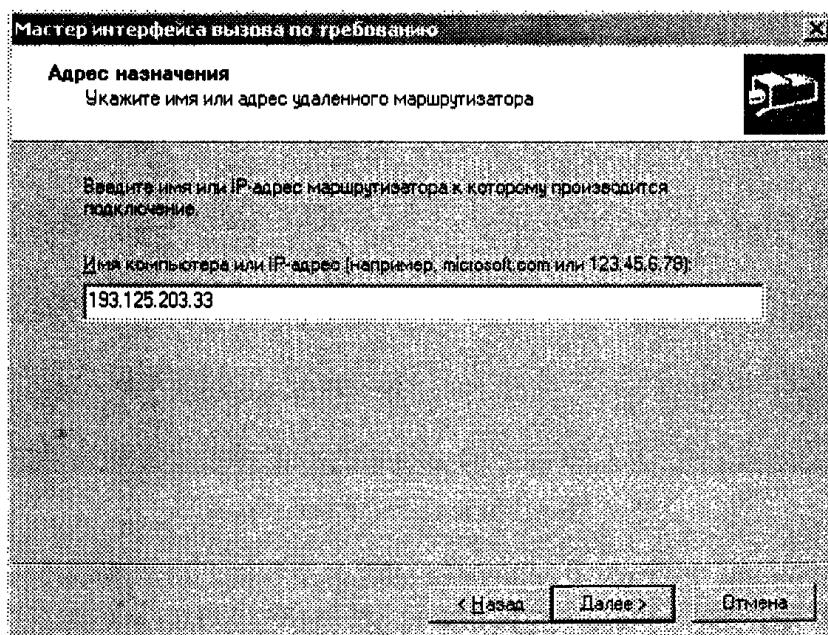 Мастер интерфейса вызова по требованию
Адрес назначения
Укажите имя или адрес удаленного маршрутизатора
Введите имя или IP-адрес маршрутизатора к которому производится
подключение.
Имя компьютера или IP-адрес (например, microsoft.com или 123.45.6.78):
193.125.203.33
< Назад
Далее >
Отмена